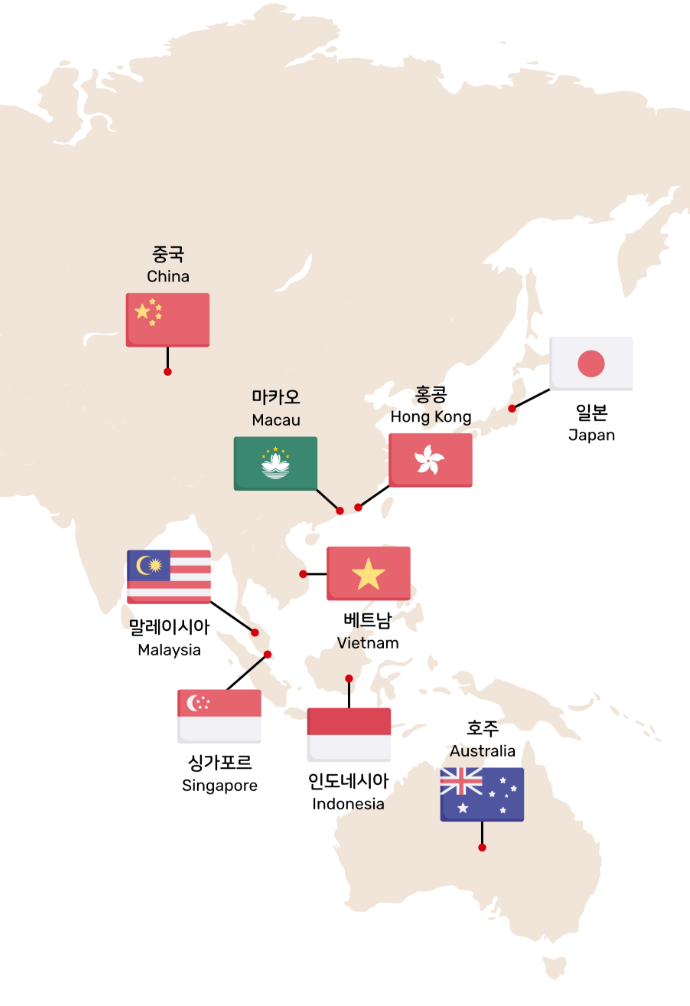 중국
China
마카오
Macau
홍콩
Hong Kong
일본
Japan
말레이시아
Malaysia
베트남
Vietnam
싱가포르
Singapore
인도네시아
Indonesia
호주
Australia